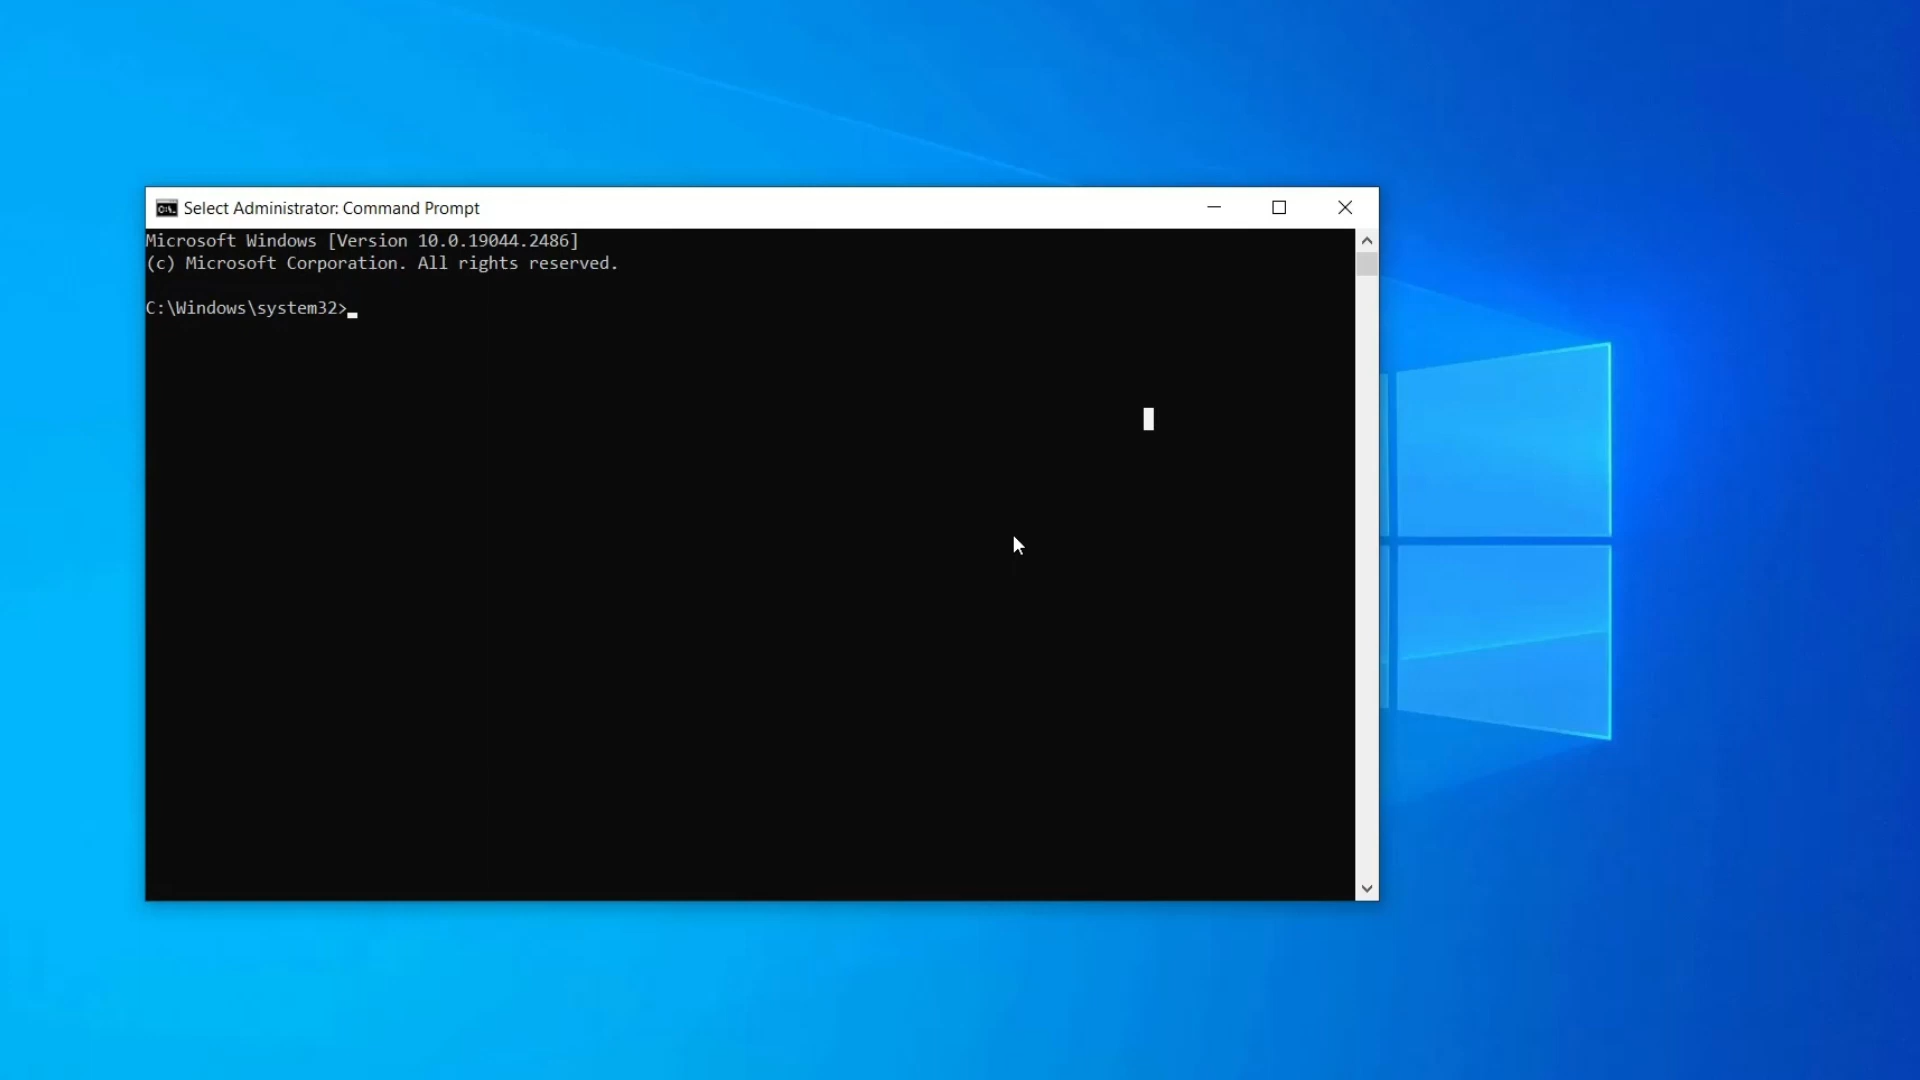 Select Administrator: Command Prompt
Microsoft Windows [Version 10.0.19044.2486]
(c) Microsoft Corporation. All rights reserved.
C:\Windows\system32>